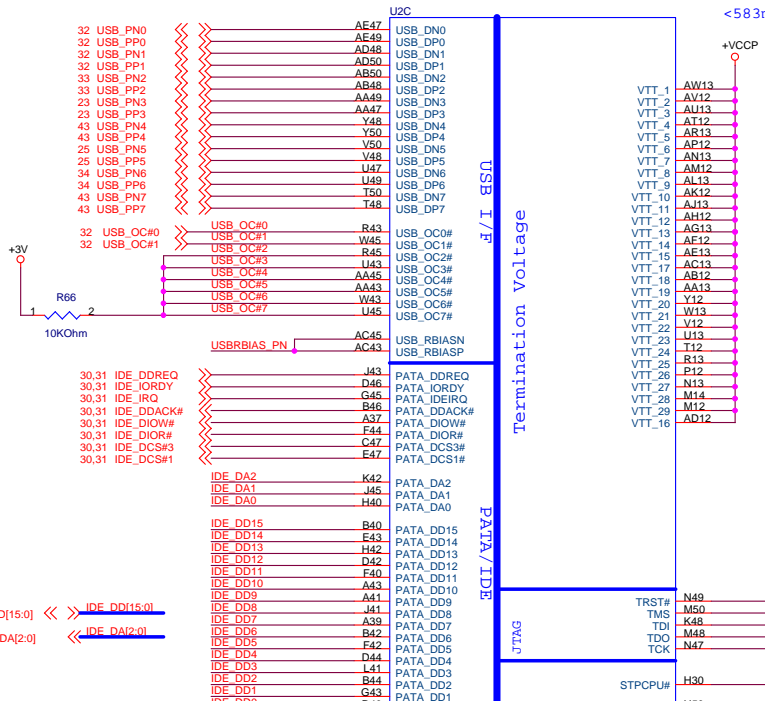 U2C
<583
+VCCP
32 USB_PN0 AE47 USB_DN0
32 USB_PP0 AE49 USB_DP0
32 USB_PN1 AD48 USB_DN1
32 USB_PP1 AD50 USB_DP1
33 USB_PN2 AB50 USB_DN2
33 USB_PP2 AB48 USB_DP2
23 USB_PN3 AA49 USB_DN3
23 USB_PP3 AA47 USB_DP3
43 USB_PN4 Y48 USB_DN4
43 USB_PP4 Y50 USB_DP4
25 USB_PN5 V50 USB_DN5
25 USB_PP5 V48 USB_DP5
34 USB_PN6 U47 USB_DN6
34 USB_PP6 U49 USB_DP6
43 USB_PN7 T50 USB_DN7
43 USB_PP7 T48 USB_DP7
USB I/F
32 USB_OC#0 USB_OC#0 R43 USB_OC0#
32 USB_OC#1 USB_OC#1 W45 USB_OC1#
USB_OC#2 R45 USB_OC2#
USB_OC#3 U43 USB_OC3#
USB_OC#4 AA45 USB_OC4#
USB_OC#5 AA43 USB_OC5#
USB_OC#6 W43 USB_OC6#
USB_OC#7 U45 USB_OC7#
+3V
R66
1 2
10KOhm
AC45 USB_RBIASN
USBRBIAS_PN AC43 USB_RBIASP
30,31 IDE_DDREQ J43 PATA_DDREQ
30,31 IDE_IORDY D46 PATA_IORDY
30,31 IDE_IRQ G45 PATA_IDEIRQ
30,31 IDE_DDACK# B46 PATA_DDACK#
30,31 IDE_DIOW# A37 PATA_DIOW#
30,31 IDE_DIOR# F44 PATA_DIOR#
30,31 IDE_DCS#3 C47 PATA_DCS3#
30,31 IDE_DCS#1 E47 PATA_DCS1#
IDE_DA2 K42 PATA_DA2
IDE_DA1 J45 PATA_DA1
IDE_DA0 H40 PATA_DA0
PATA/IDE
IDE_DD15 B40 PATA_DD15
IDE_DD14 E43 PATA_DD14
IDE_DD13 H42 PATA_DD13
IDE_DD12 D42 PATA_DD12
IDE_DD11 F40 PATA_DD11
IDE_DD10 A43 PATA_DD10
IDE_DD9 A41 PATA_DD9
IDE_DD8 J41 PATA_DD8
IDE_DD7 A39 PATA_DD7
IDE_DD6 B42 PATA_DD6
IDE_DD5 F42 PATA_DD5
IDE_DD4 D44 PATA_DD4
IDE_DD3 L41 PATA_DD3
IDE_DD2 B44 PATA_DD2
IDE_DD1 G43 PATA_DD1
D[15:0] IDE_DD[15:0]
DA[2:0] IDE_DA[2:0]
Termination Voltage
VTT_1 AW13
VTT_2 AV12
VTT_3 AU13
VTT_4 AT12
VTT_5 AR13
VTT_6 AP12
VTT_7 AN13
VTT_8 AM12
VTT_9 AL13
VTT_10 AK12
VTT_11 AJ13
VTT_12 AH12
VTT_13 AG13
VTT_14 AF12
VTT_15 AE13
VTT_17 AC13
VTT_18 AB12
VTT_19 AA13
VTT_20 Y12
VTT_21 W13
VTT_22 V12
VTT_23 U13
VTT_24 T12
VTT_25 R13
VTT_26 P12
VTT_27 N13
VTT_28 M14
VTT_29 M12
VTT_16 AD12
JTAG
TRST# N49
TMS M50
TDI K48
TDO M48
TCK N47
STPCPU# H30